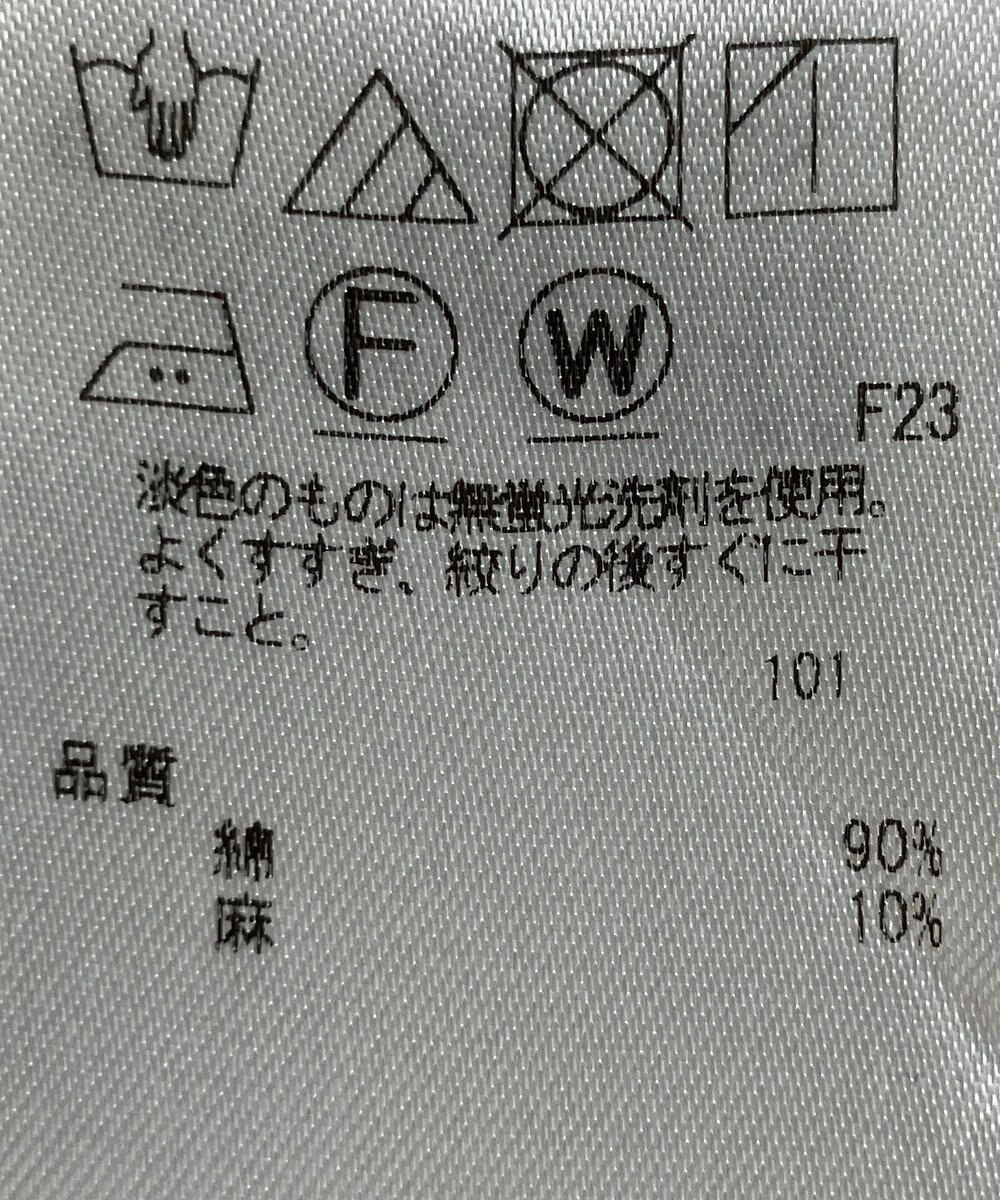 F W
F23
淡色のものは無蛍光洗剤を使用。
よくすすぎ、絞りの後すぐに干
すこと。
101
品質
綿 90%
麻 10%